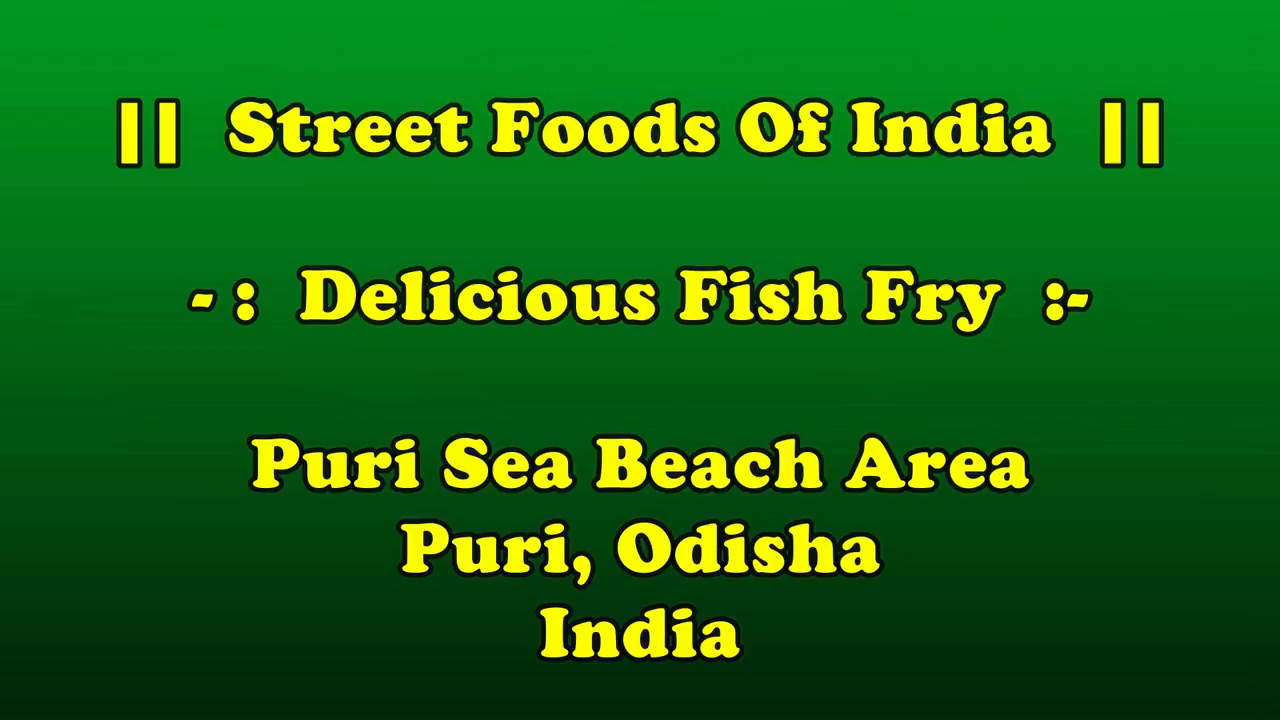 || Street Foods Of India ||
- : Delicious Fish Fry :-
Puri Sea Beach Area
Puri, Odisha
India